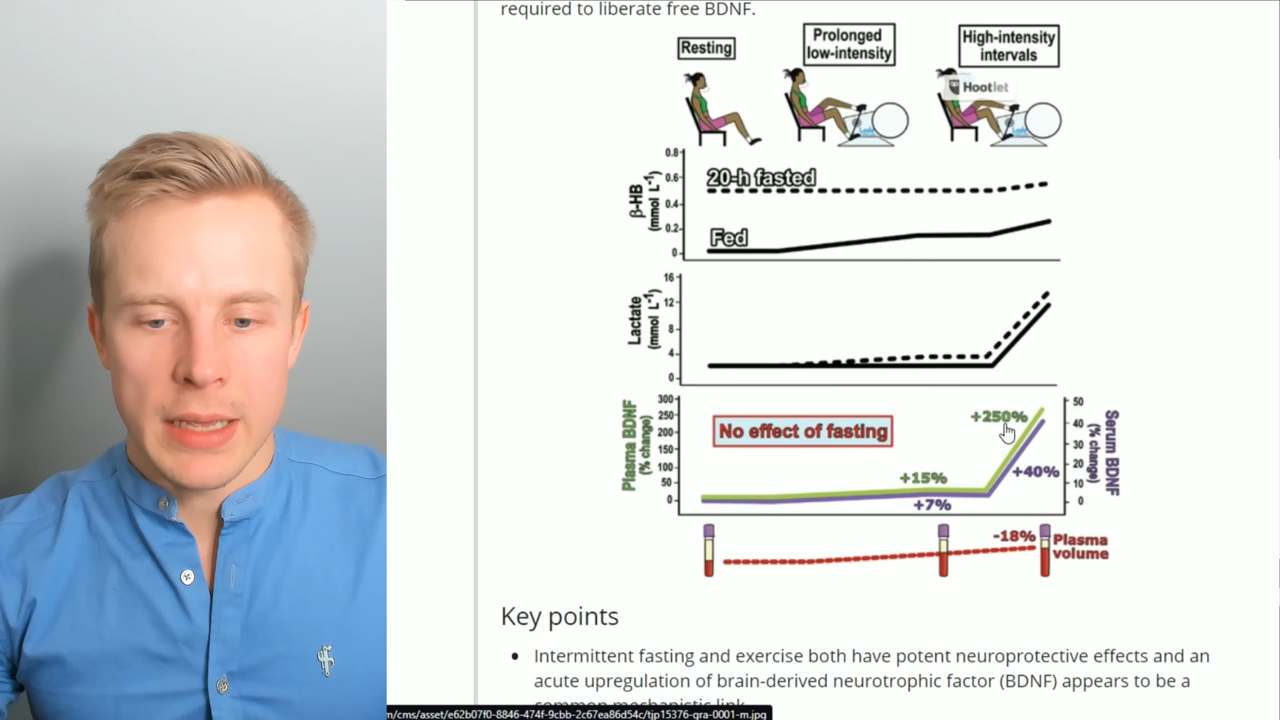 required to liberate free BDNF.
Resting
Prolonged
low-intensity
High-intensity
intervals
Hootlet
0.8
0.6
0.4
0.2
0
β-HB
(mmol L⁻¹)
20-h fasted
Fed
16
12
8
4
0
Lactate
(mmol L⁻¹)
300
250
200
150
100
50
0
Plasma BDNF
(% change)
No effect of fasting
+250%
+15%
+40%
+7%
50
40
30
20
10
0
Serum BDNF
(% change)
-18%
Plasma
volume
Key points
• Intermittent fasting and exercise both have potent neuroprotective effects and an
acute upregulation of brain-derived neurotrophic factor (BDNF) appears to be a
common mechanistic link.
m/cms/asset/e62b07f0-8846-474f-9cbb-2c67ea86d54c/tjp15376-gra-0001-m.jpg